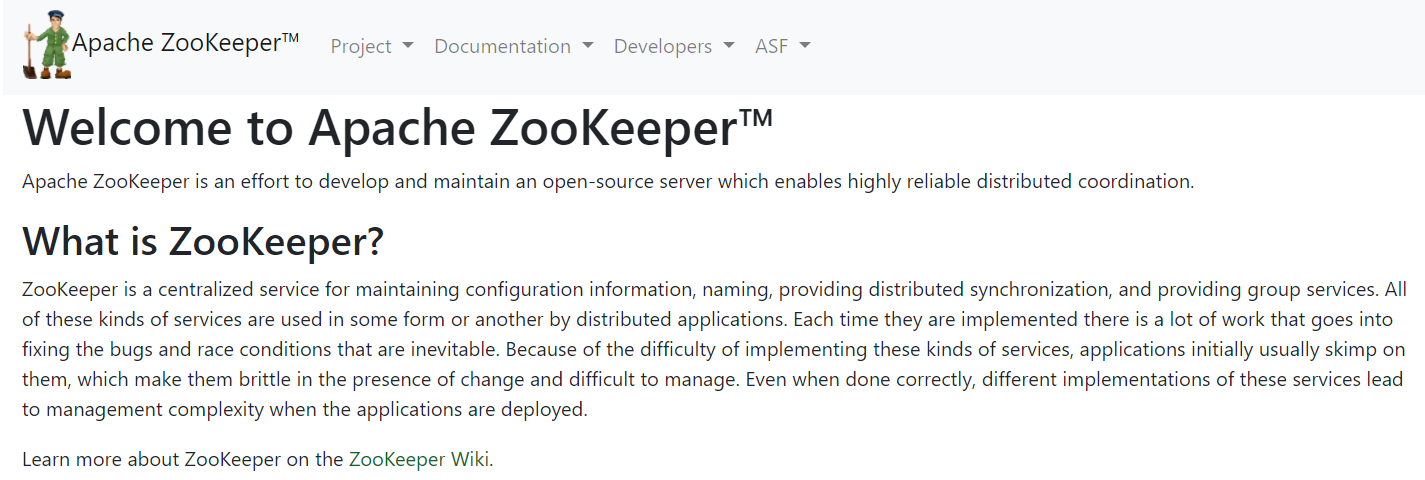 Apache ZooKeeper™ Project Documentation Developers ASF
Welcome to Apache ZooKeeper™
Apache ZooKeeper is an effort to develop and maintain an open-source server which enables highly reliable distributed coordination.
What is ZooKeeper?
ZooKeeper is a centralized service for maintaining configuration information, naming, providing distributed synchronization, and providing group services. All
of these kinds of services are used in some form or another by distributed applications. Each time they are implemented there is a lot of work that goes into
fixing the bugs and race conditions that are inevitable. Because of the difficulty of implementing these kinds of services, applications initially usually skimp on
them, which make them brittle in the presence of change and difficult to manage. Even when done correctly, different implementations of these services lead
to management complexity when the applications are deployed.
Learn more about ZooKeeper on the ZooKeeper Wiki.